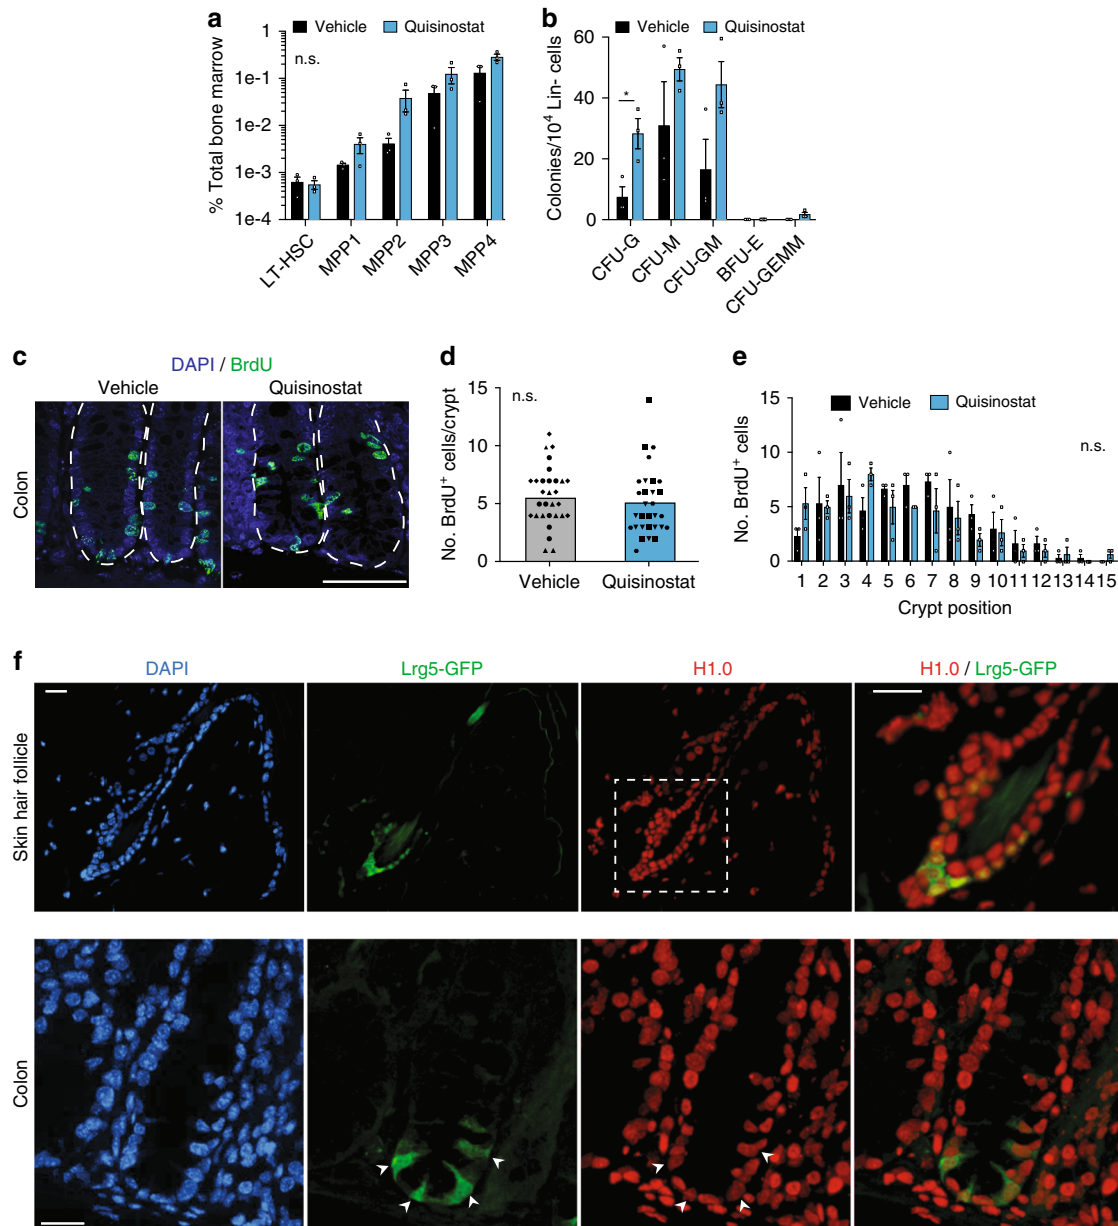 a
Vehicle Quisinostat
n.s.
% Total bone marrow
1
1e-1
1e-2
1e-3
1e-4
LT-HSC MPP1 MPP2 MPP3 MPP4
b
Vehicle Quisinostat
*
Colonies/10⁴ Lin- cells
60
40
20
0
CFU-G CFU-M CFU-GM BFU-E CFU-GEMM
c
DAPI / BrdU
Vehicle Quisinostat
Colon
d
n.s.
No. BrdU⁺ cells/crypt
15
10
5
0
Vehicle Quisinostat
e
Vehicle Quisinostat
n.s.
No. BrdU⁺ cells
15
10
5
0
1 2 3 4 5 6 7 8 9 10 11 12 13 14 15
Crypt position
f
DAPI Lrg5-GFP H1.0 H1.0 / Lrg5-GFP
Skin hair follicle
Colon